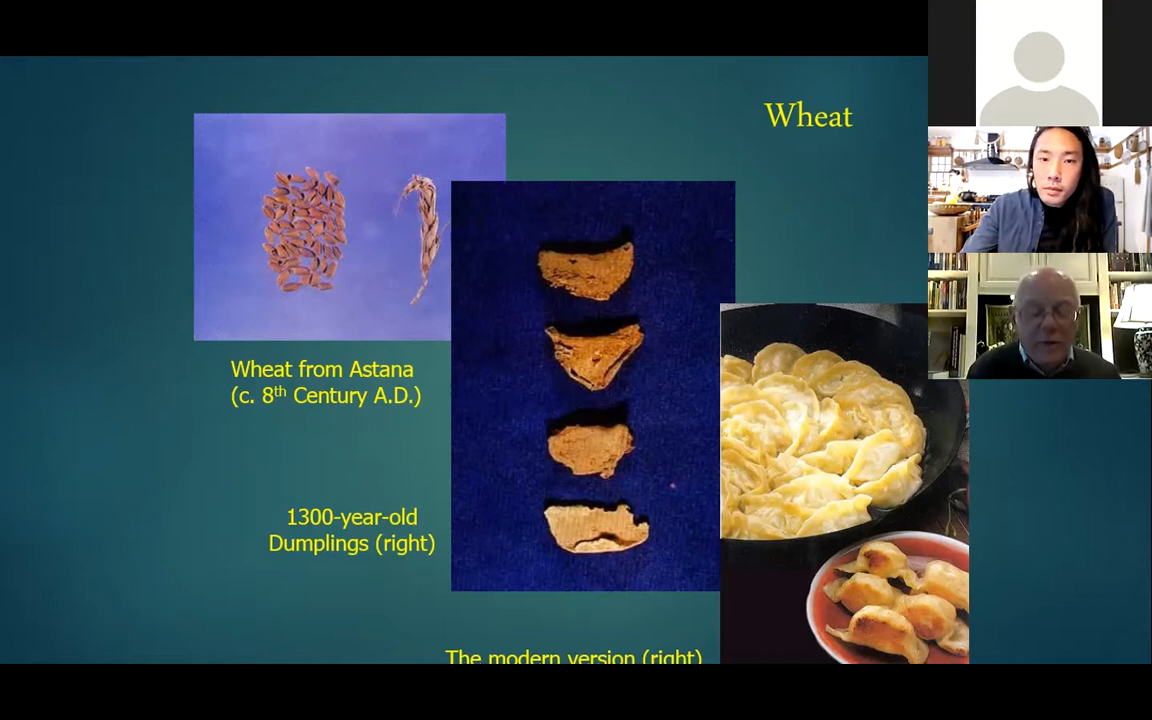 Wheat
Wheat from Astana
(c. 8th Century A.D.)
1300-year-old
Dumplings (right)
The modern version (right)